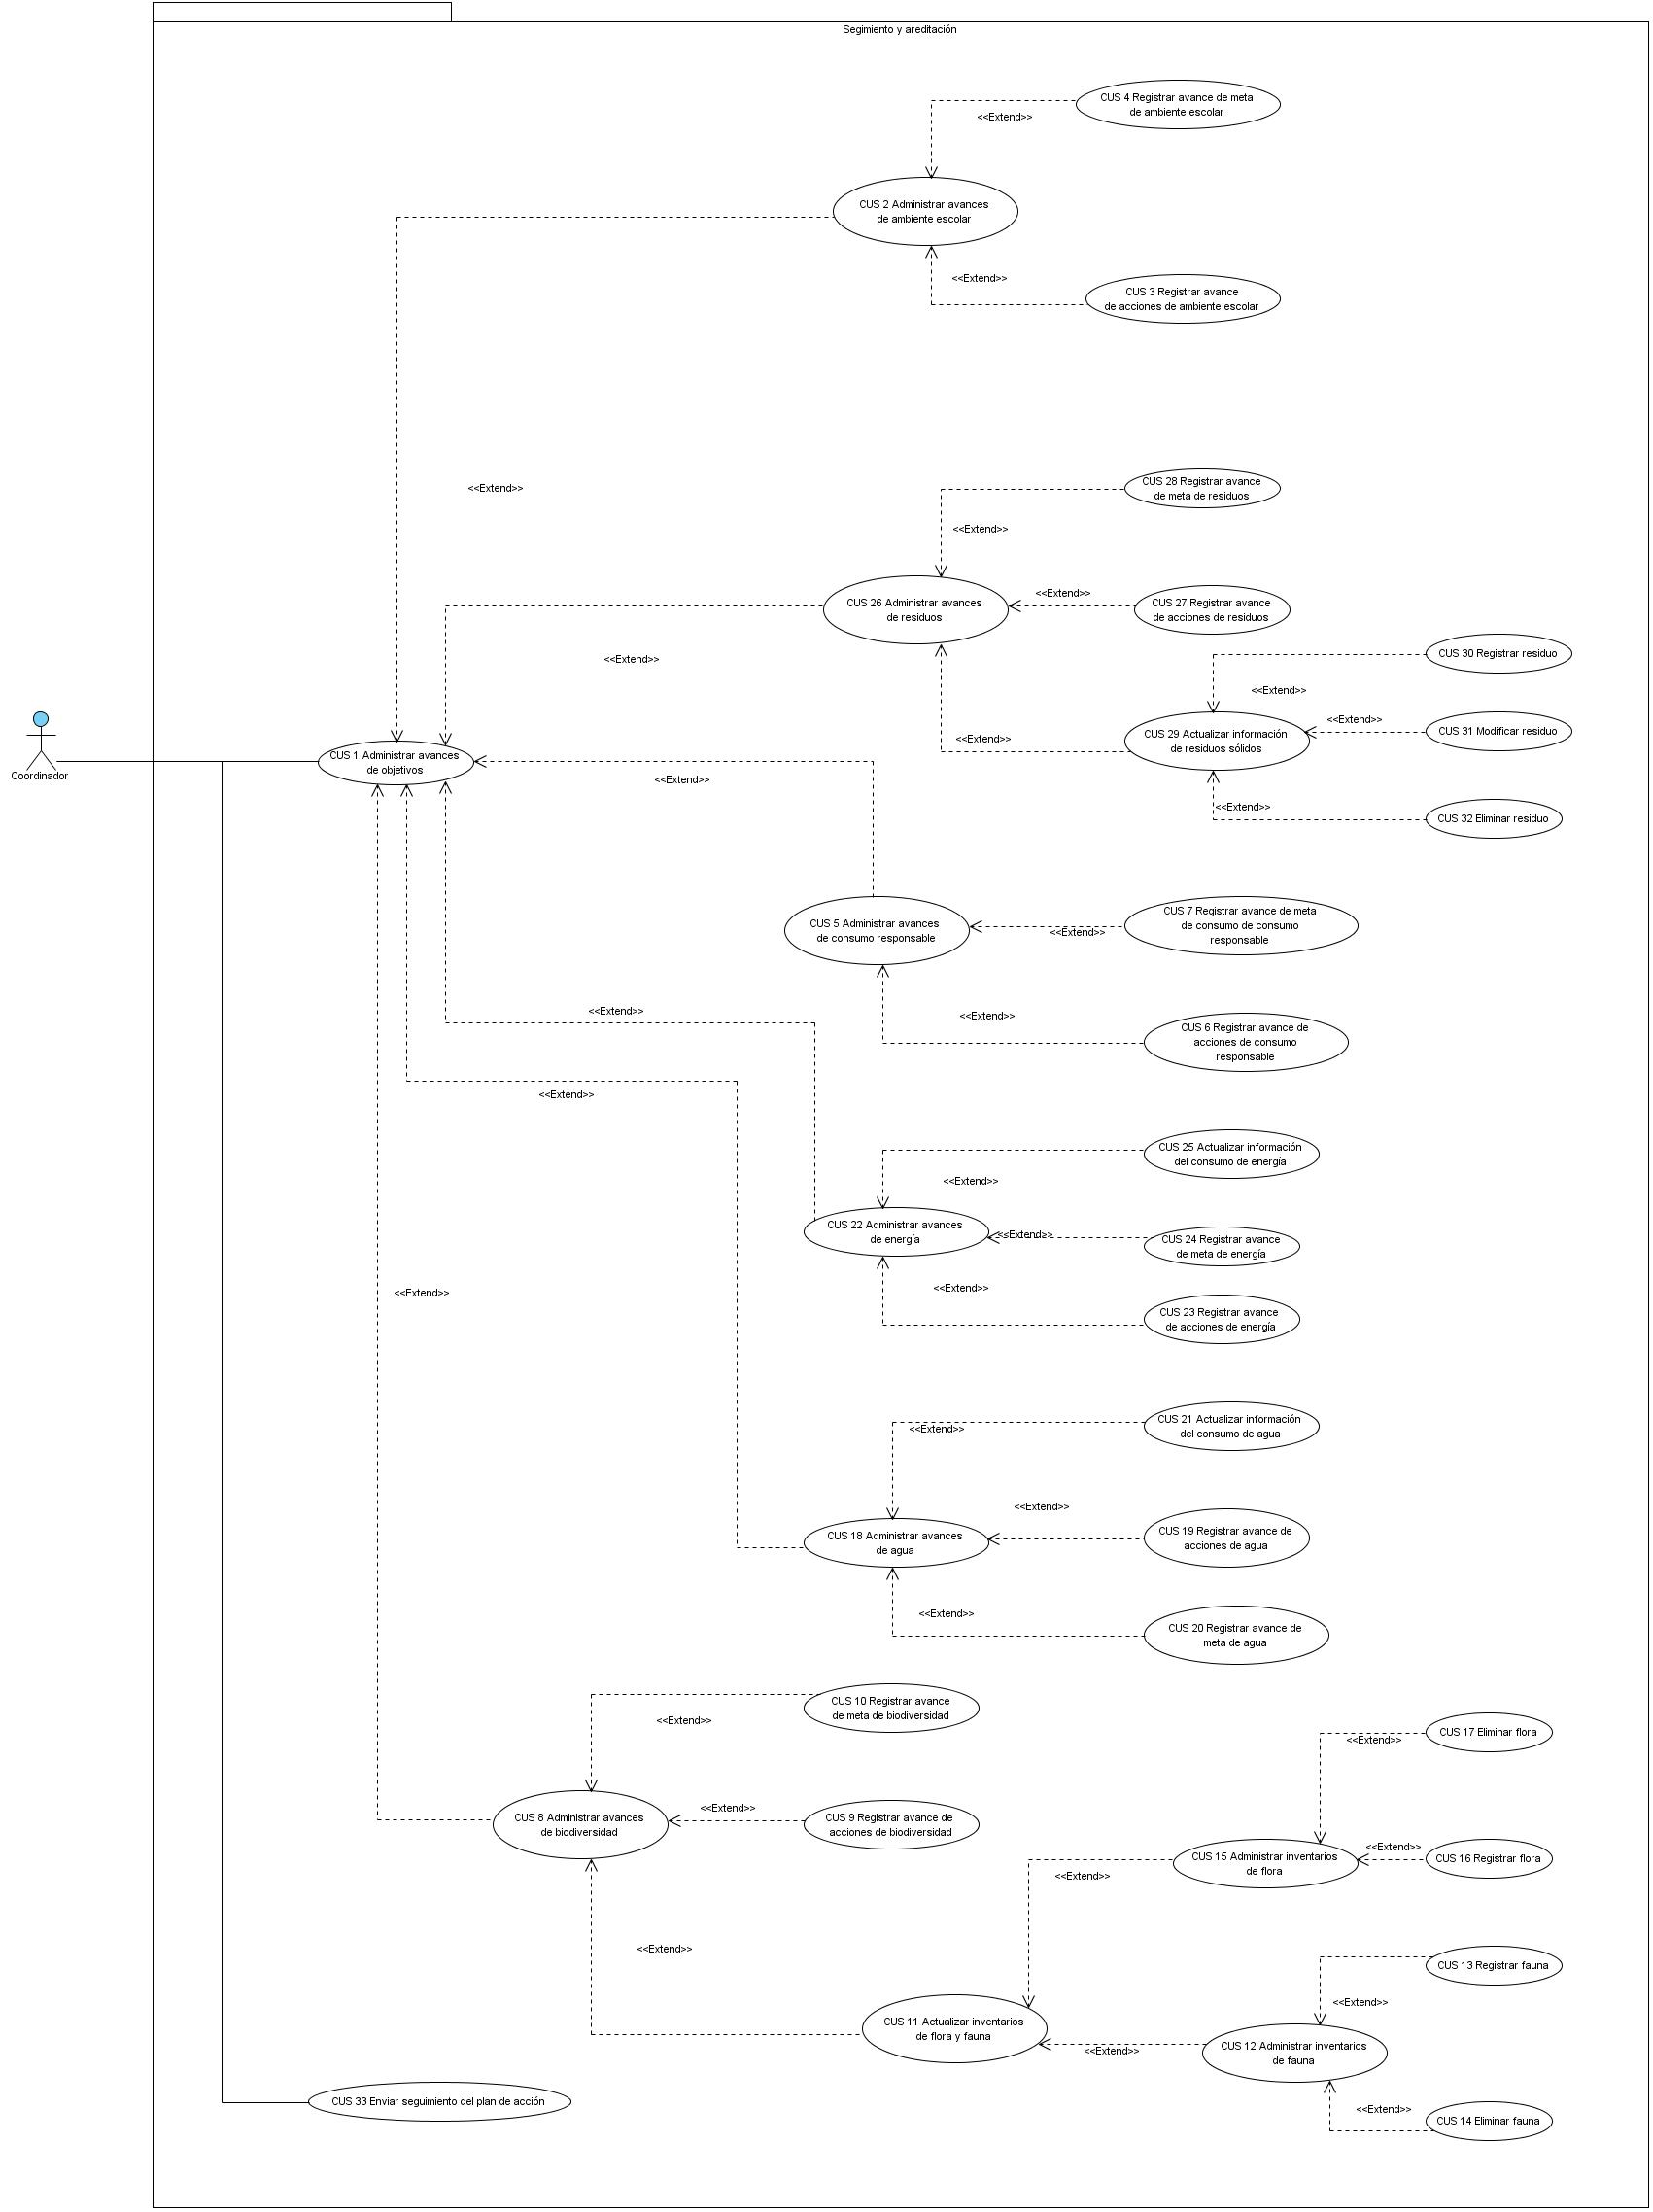 Segimiento y areditación
CUS 4 Registrar avance de meta
de ambiente escolar
<<Extend>>
CUS 2 Administrar avances
de ambiente escolar
<<Extend>>
CUS 3 Registrar avance
de acciones de ambiente escolar
<<Extend>>
CUS 28 Registrar avance
de meta de residuos
<<Extend>>
CUS 26 Administrar avances
de residuos
<<Extend>>
CUS 27 Registrar avance
de acciones de residuos
<<Extend>>
CUS 30 Registrar residuo
<<Extend>>
CUS 29 Actualizar información
de residuos sólidos
<<Extend>>
<<Extend>>
CUS 31 Modificar residuo
<<Extend>>
CUS 32 Eliminar residuo
Coordinador
CUS 1 Administrar avances
de objetivos
<<Extend>>
CUS 5 Administrar avances
de consumo responsable
<<Extend>>
CUS 7 Registrar avance de meta
de consumo de consumo
responsable
<<Extend>>
CUS 6 Registrar avance de
acciones de consumo
responsable
<<Extend>>
<<Extend>>
CUS 25 Actualizar información
del consumo de energía
<<Extend>>
CUS 22 Administrar avances
de energía
<<Extend>>
CUS 24 Registrar avance
de meta de energía
<<Extend>>
CUS 23 Registrar avance
de acciones de energía
<<Extend>>
CUS 21 Actualizar información
del consumo de agua
<<Extend>>
CUS 18 Administrar avances
de agua
<<Extend>>
CUS 19 Registrar avance de
acciones de agua
<<Extend>>
CUS 20 Registrar avance de
meta de agua
CUS 10 Registrar avance
de meta de biodiversidad
<<Extend>>
CUS 8 Administrar avances
de biodiversidad
<<Extend>>
CUS 9 Registrar avance de
acciones de biodiversidad
CUS 17 Eliminar flora
<<Extend>>
CUS 15 Administrar inventarios
de flora
<<Extend>>
CUS 16 Registrar flora
<<Extend>>
<<Extend>>
CUS 11 Actualizar inventarios
de flora y fauna
<<Extend>>
CUS 13 Registrar fauna
<<Extend>>
CUS 12 Administrar inventarios
de fauna
<<Extend>>
CUS 14 Eliminar fauna
CUS 33 Enviar seguimiento del plan de acción